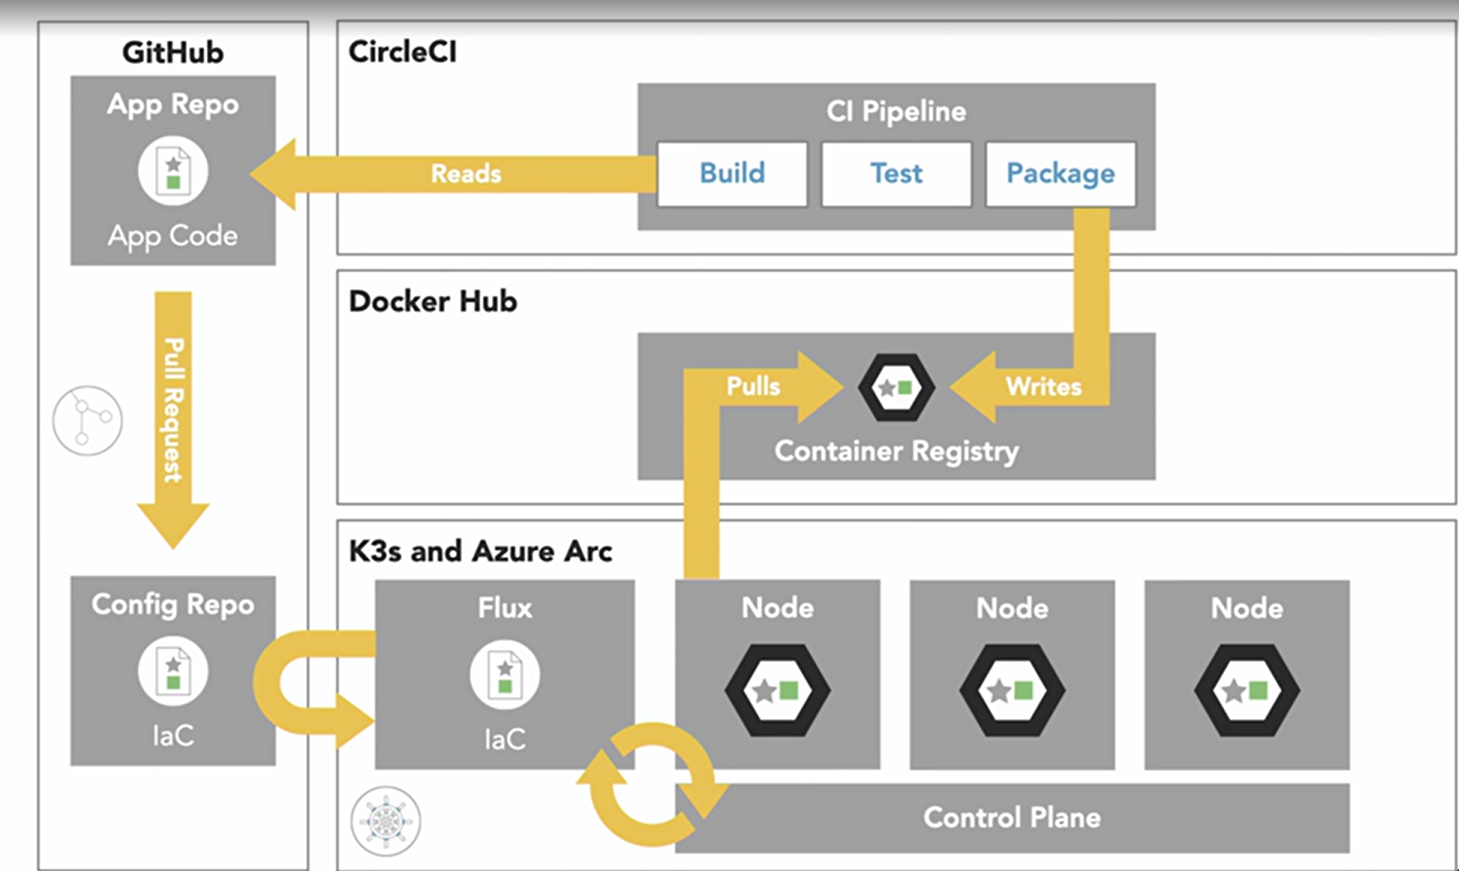 GitHub
App Repo
App Code
Pull Request
Config Repo
IaC
CircleCI
CI Pipeline
Build
Test
Package
Reads
Docker Hub
Pulls
Writes
Container Registry
K3s and Azure Arc
Flux
IaC
Node
Node
Node
Control Plane